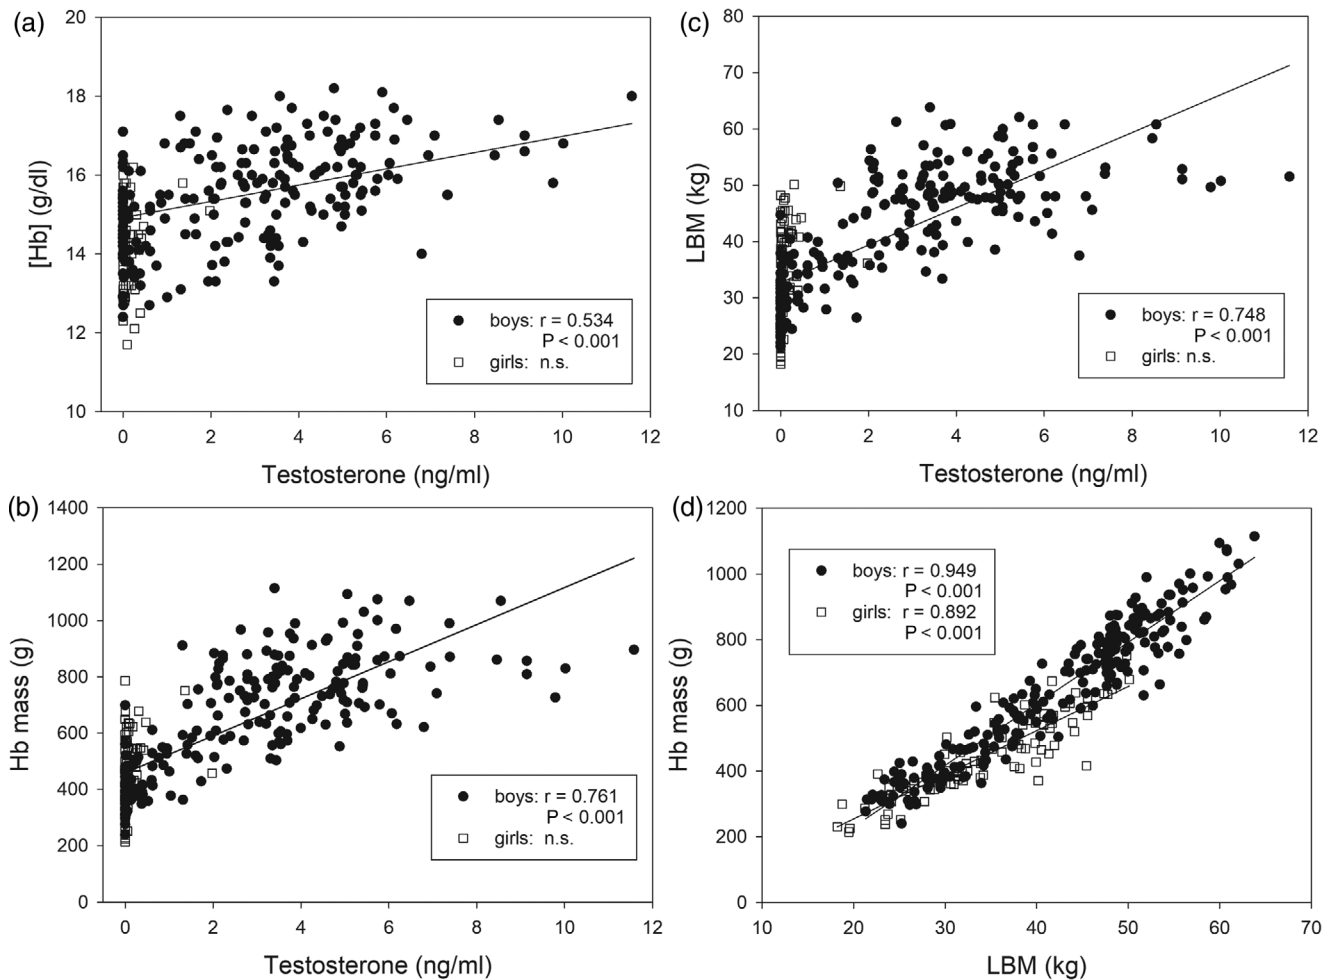 (a)
20
18
16
14
12
10
[Hb] (g/dl)
boys: r = 0.534
P < 0.001
girls: n.s.
0 2 4 6 8 10 12
Testosterone (ng/ml)
(c)
80
70
60
50
40
30
20
10
LBM (kg)
boys: r = 0.748
P < 0.001
girls: n.s.
0 2 4 6 8 10 12
Testosterone (ng/ml)
(b)
1400
1200
1000
800
600
400
200
0
Hb mass (g)
boys: r = 0.761
P < 0.001
girls: n.s.
0 2 4 6 8 10 12
Testosterone (ng/ml)
(d)
1200
1000
800
600
400
200
0
Hb mass (g)
boys: r = 0.949
P < 0.001
girls: r = 0.892
P < 0.001
10 20 30 40 50 60 70
LBM (kg)